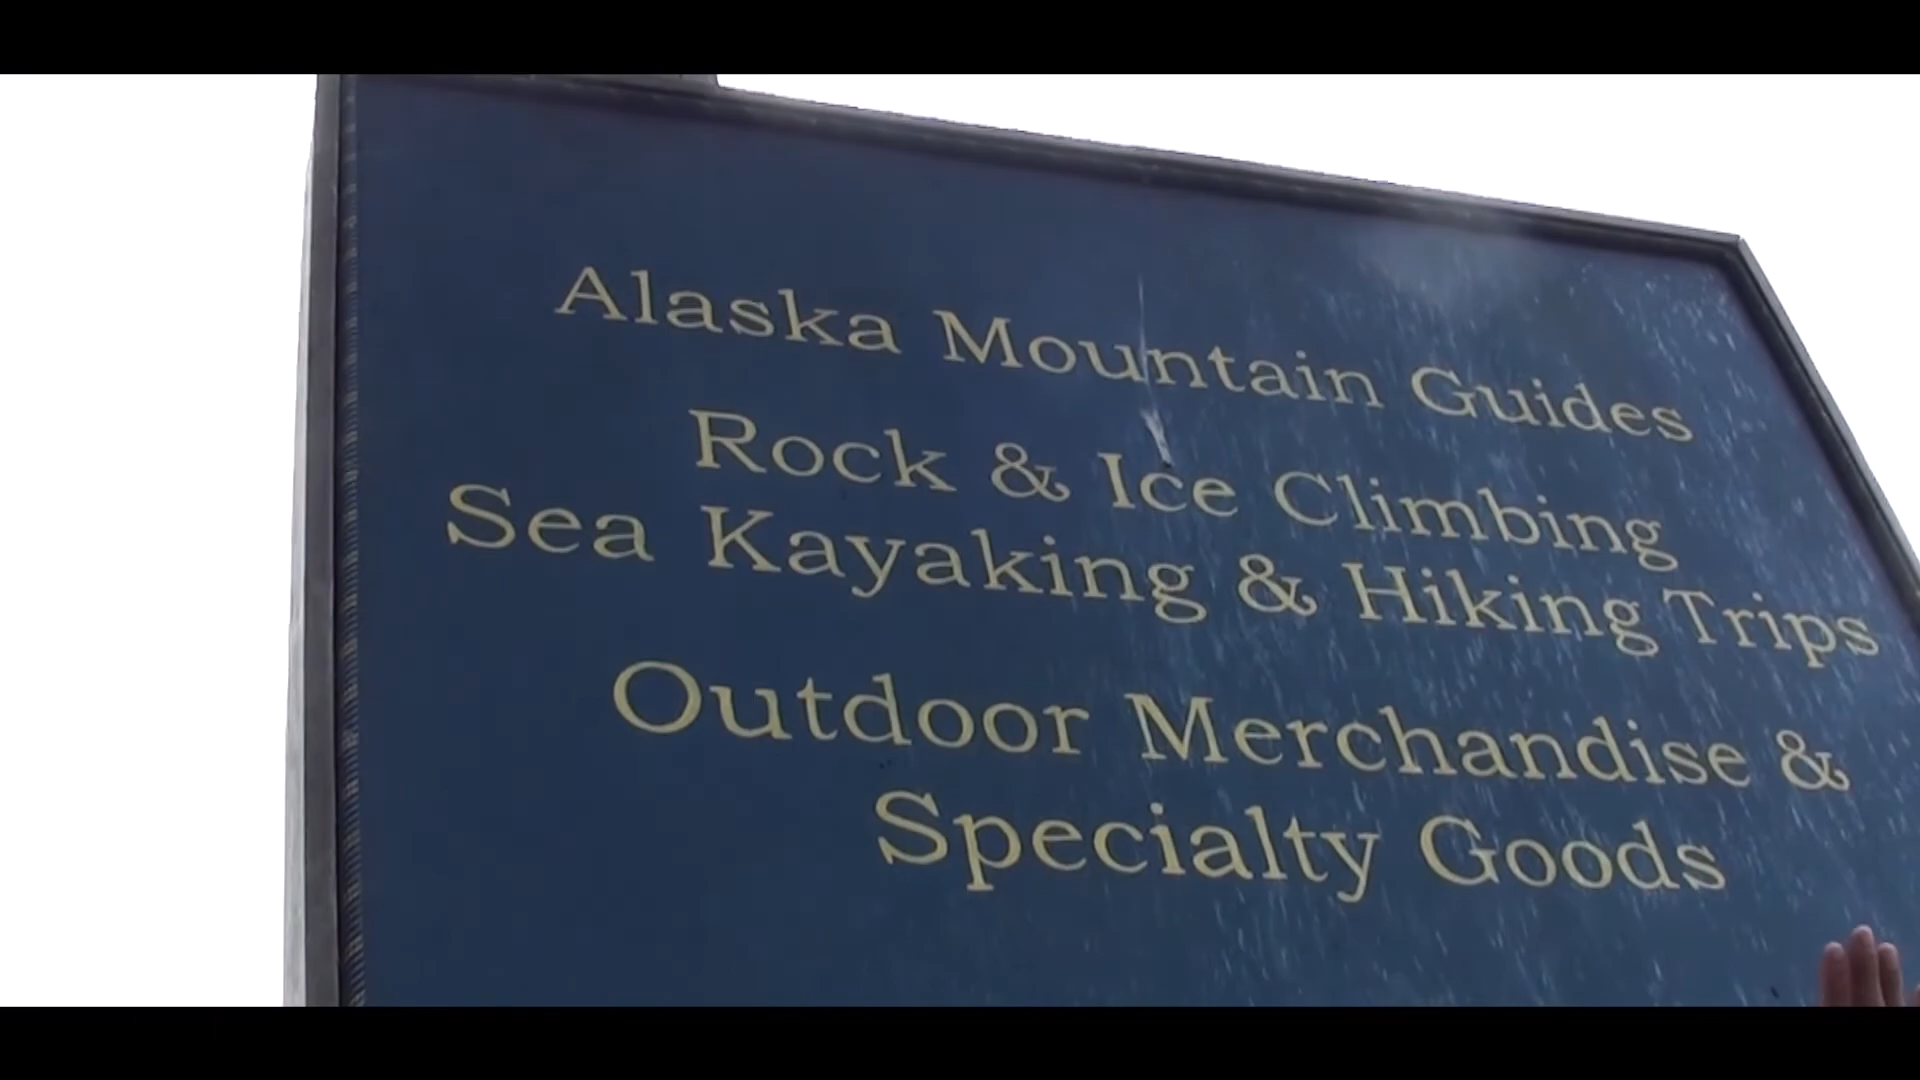 Alaska Mountain Guides
Rock & Ice Climbing
Sea Kayaking & Hiking Trips
Outdoor Merchandise &
Specialty Goods